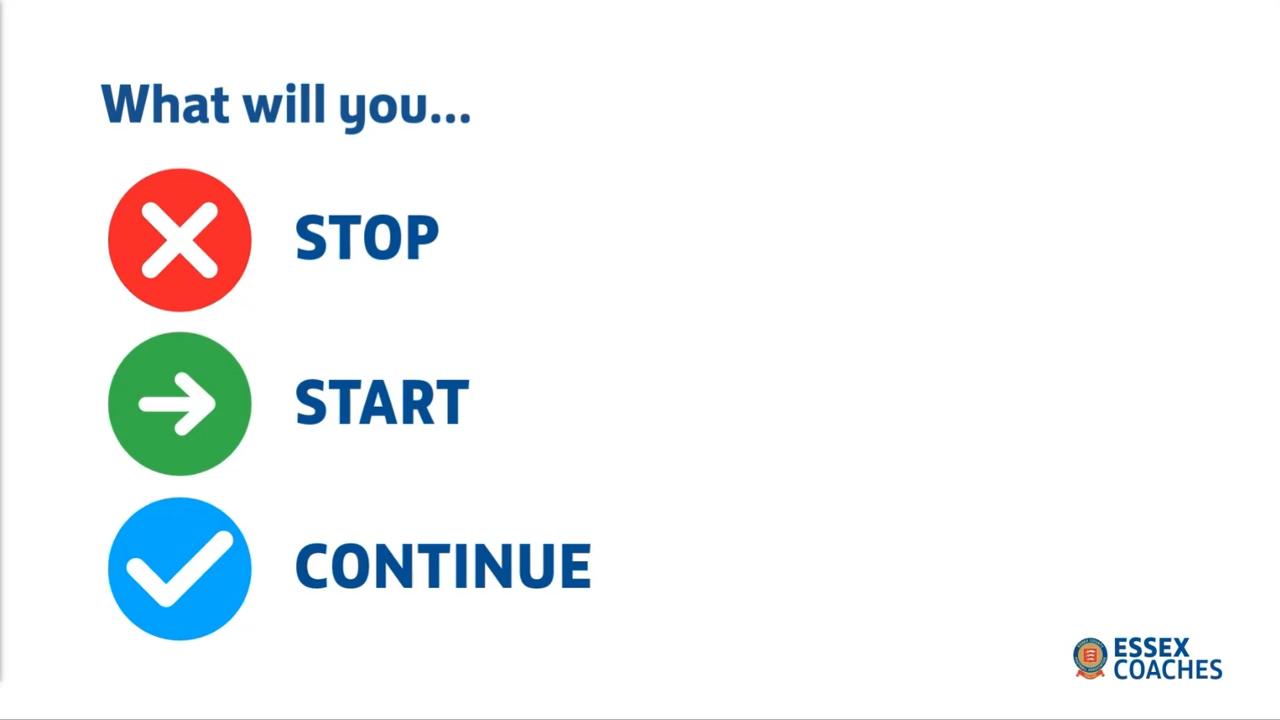 What will you...
STOP
START
CONTINUE
ESSEX
COACHES